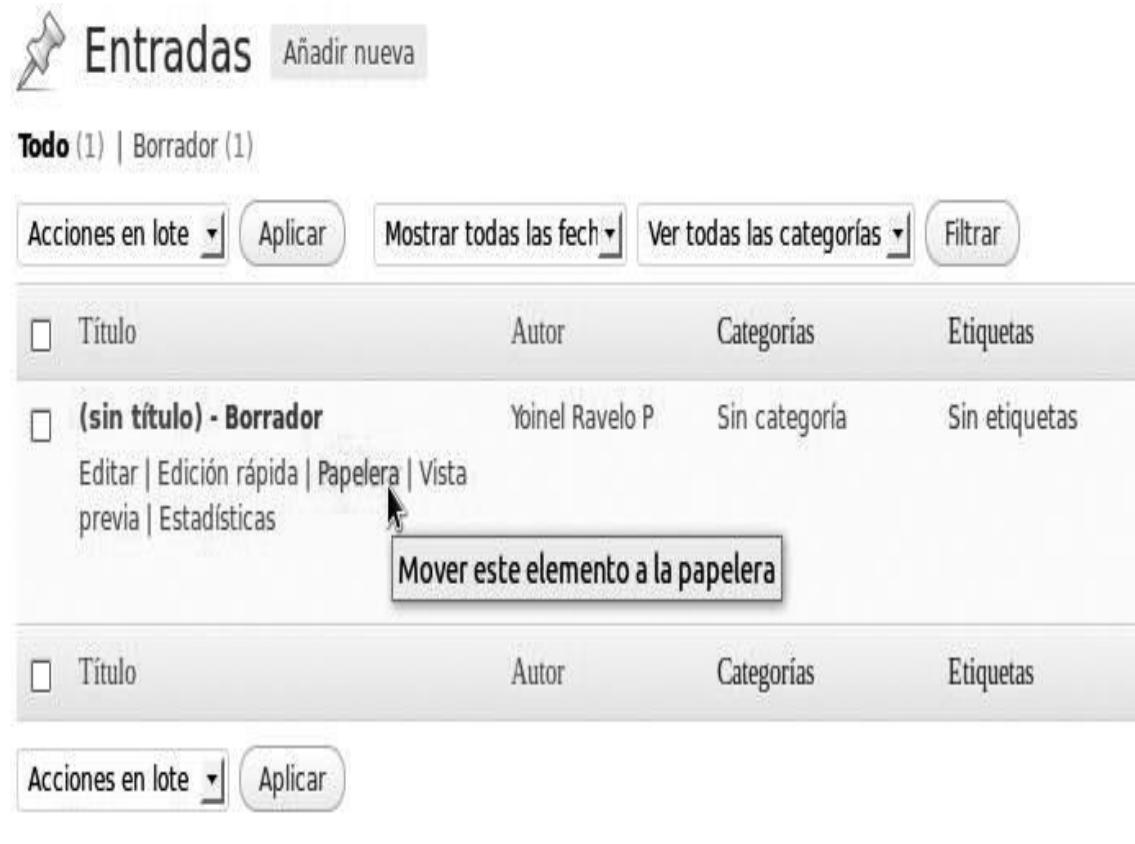 Entradas Añadir nueva
Todo (1) | Borrador (1)
Acciones en lote Aplicar Mostrar todas las fech Ver todas las categorías Filtrar
Título Autor Categorías Etiquetas
(sin título) - Borrador Yoinel Ravelo P Sin categoría Sin etiquetas
Editar | Edición rápida | Papelera | Vista
previa | Estadísticas
Mover este elemento a la papelera
Título Autor Categorías Etiquetas
Acciones en lote Aplicar